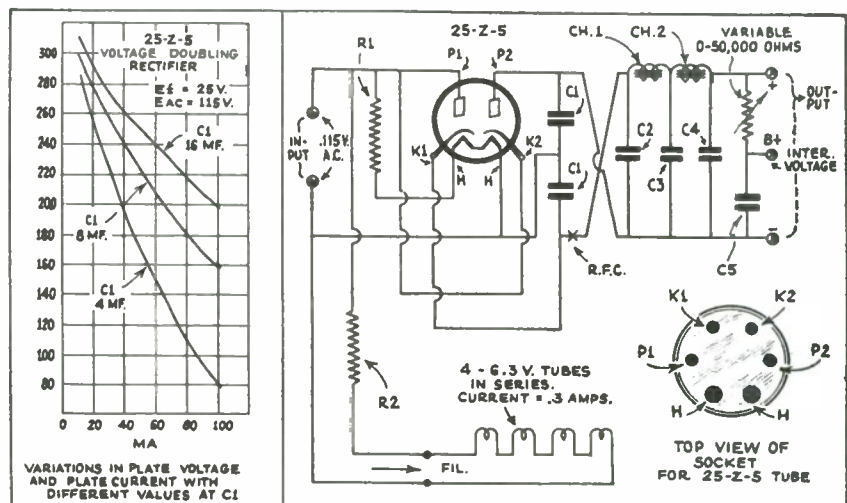 25-Z-5
VOLTAGE DOUBLING
RECTIFIER
Ef = 25 V.
EAC = 115 V.
300
280
260
240
220
200
180
160
140
120
100
80
C1
16 MF.
C1
8 MF.
C1
4 MF.
0 20 40 60 80 100
MA
VARIATIONS IN PLATE VOLTAGE
AND PLATE CURRENT WITH
DIFFERENT VALUES AT C1
R1
25-Z-5
P1 P2
IN-
PUT
.115V.
A.C.
K1
K2
H H
C1
C1
R.F.C.
CH.1 CH.2
VARIABLE
0-50,000 OHMS
C2
C4
C3
C5
+
OUT-
PUT
B+
INTER.
VOLTAGE
-
R2
4 - 6.3 V. TUBES
IN SERIES.
CURRENT = .3 AMPS.
FIL.
K1 K2
P1 P2
H H
TOP VIEW OF
SOCKET
FOR 25-Z-5 TUBE